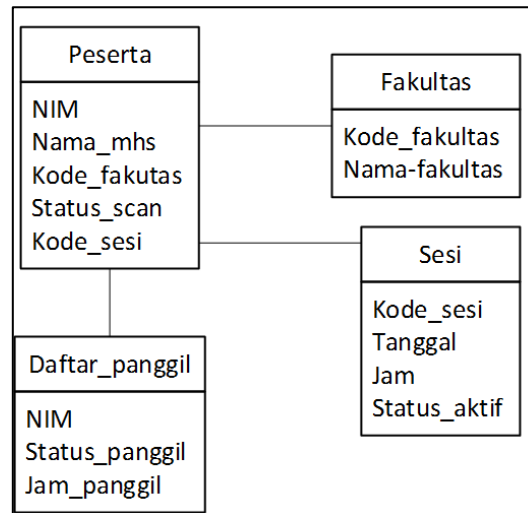 Peserta
NIM
Nama_mhs
Kode_fakutas
Status_scan
Kode_sesi
Fakultas
Kode_fakultas
Nama-fakultas
Sesi
Kode_sesi
Tanggal
Jam
Status_aktif
Daftar_panggil
NIM
Status_panggil
Jam_panggil